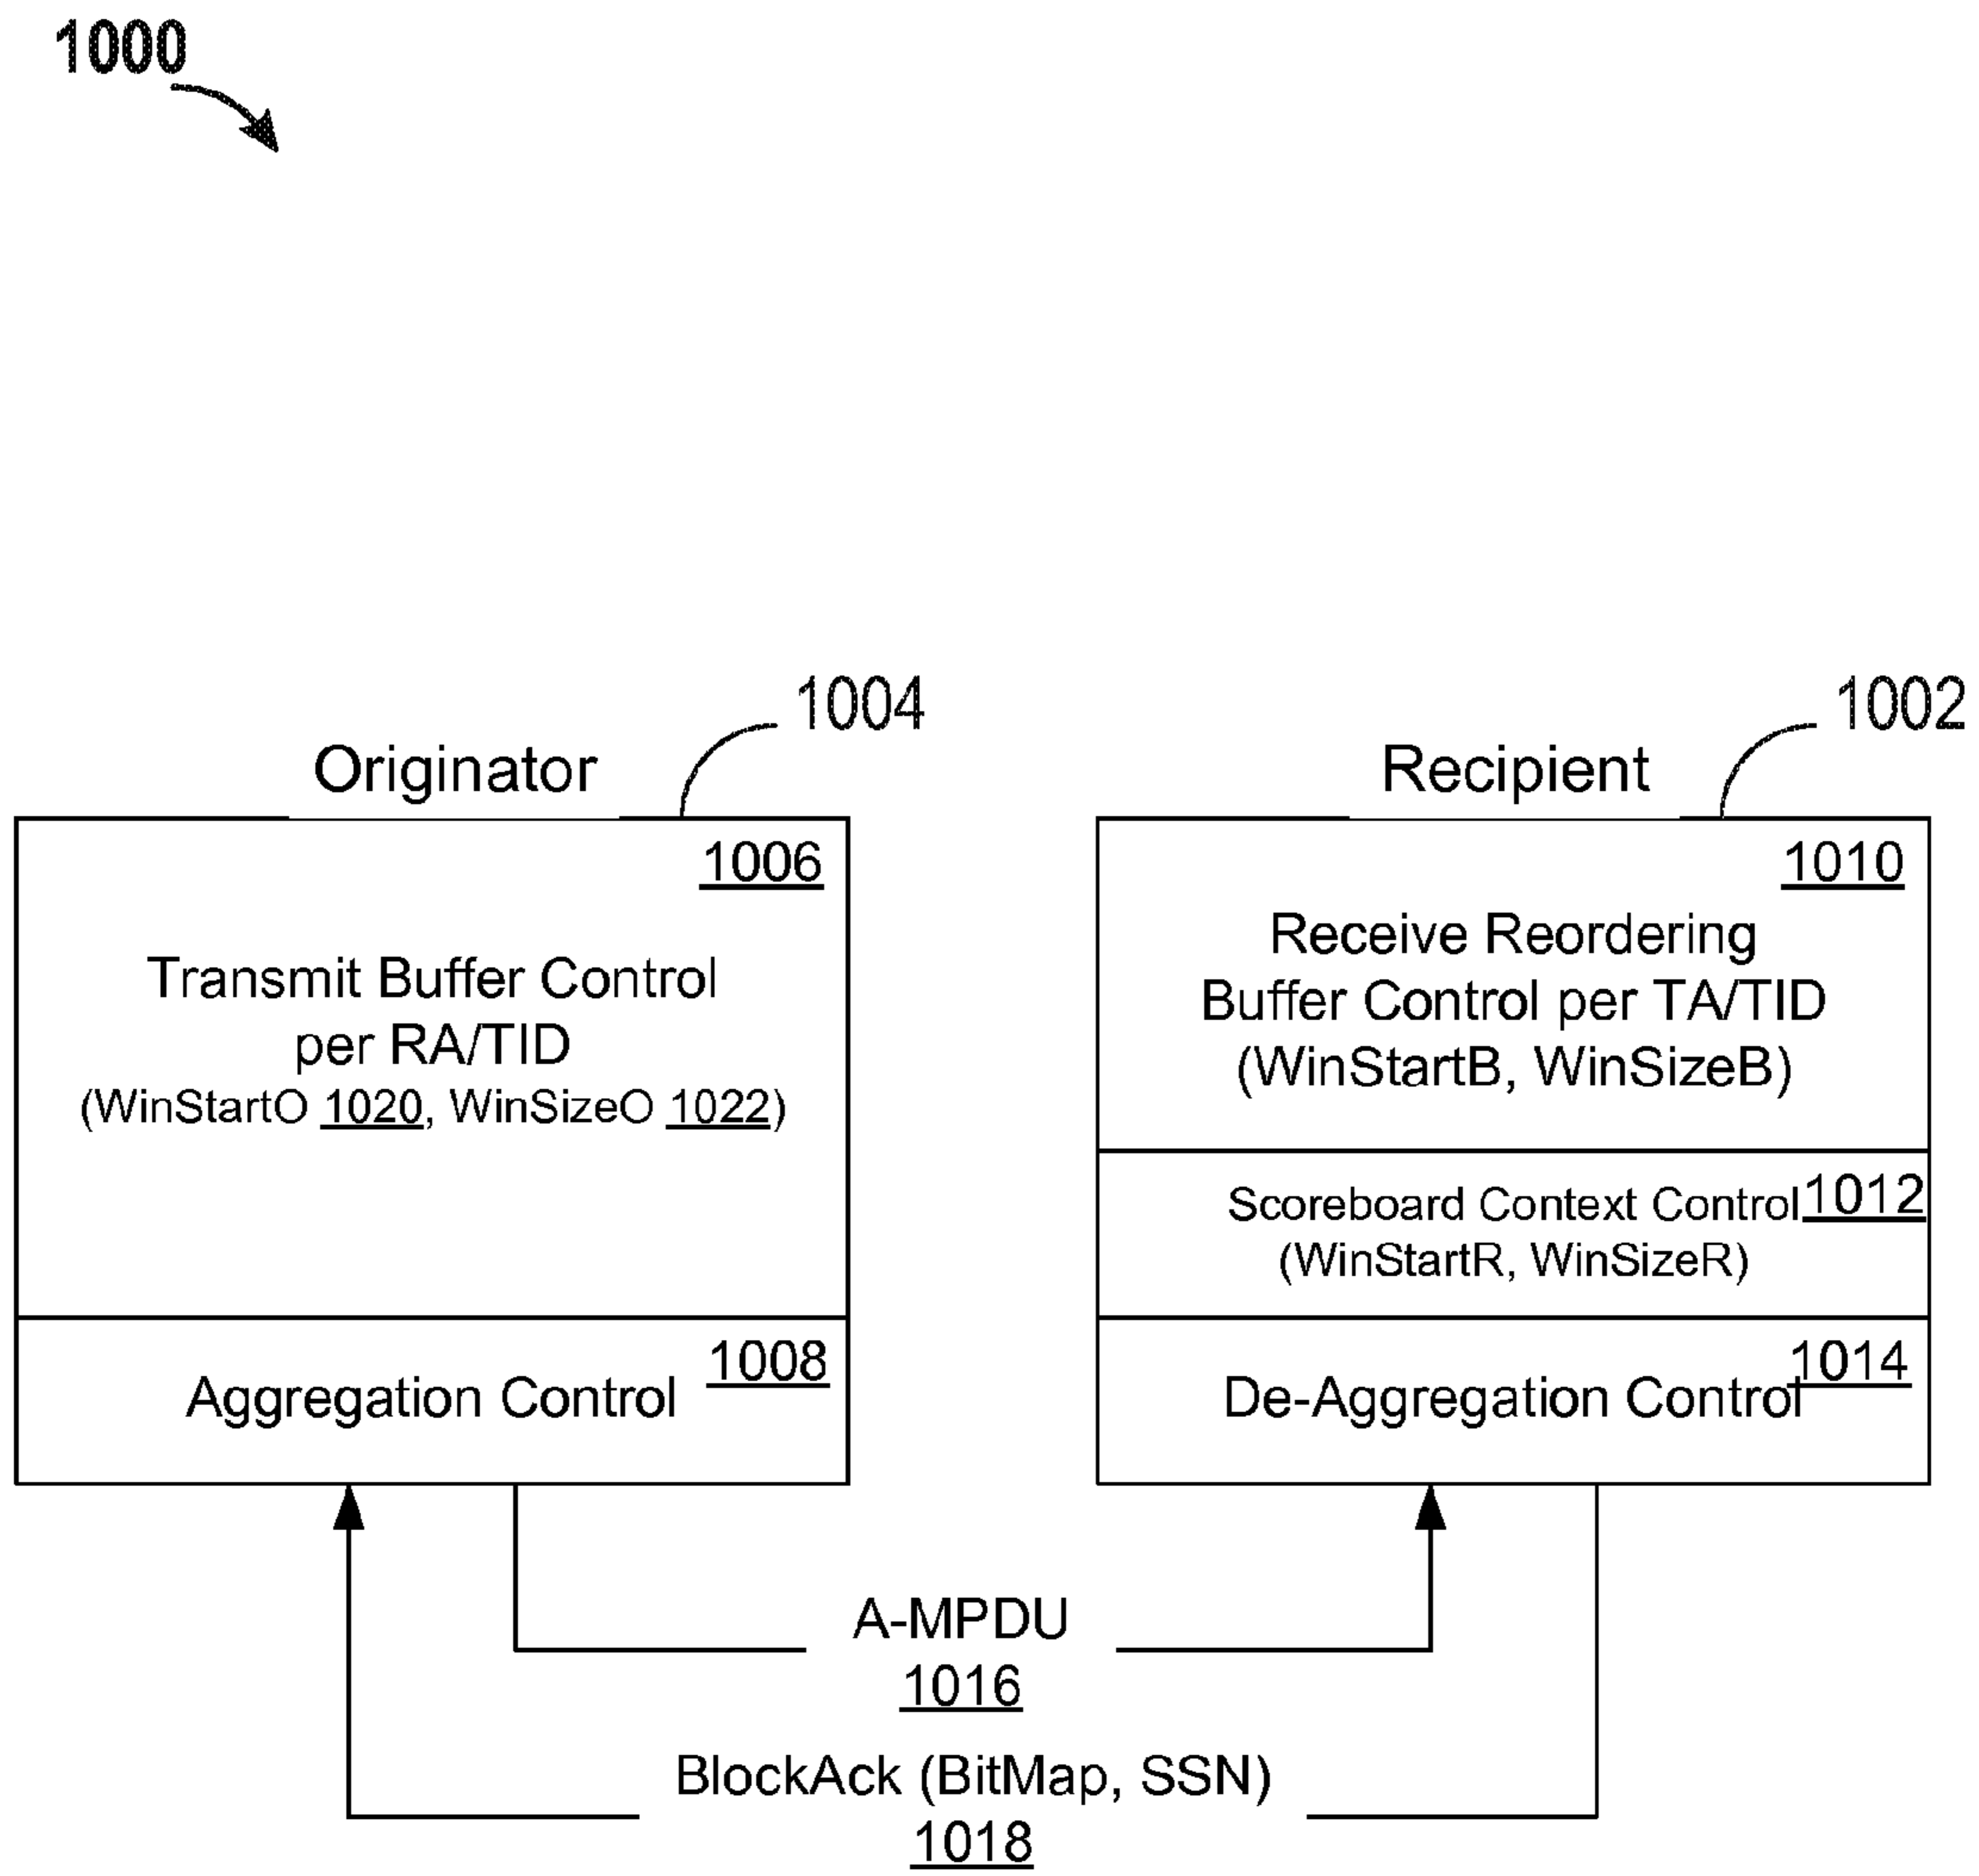 1000
1004
Originator
1006
Transmit Buffer Control
per RA/TID
(WinStartO 1020, WinSizeO 1022)
1008
Aggregation Control
1002
Recipient
1010
Receive Reordering
Buffer Control per TA/TID
(WinStartB, WinSizeB)
1012
Scoreboard Context Control
(WinStartR, WinSizeR)
1014
De-Aggregation Control
A-MPDU
1016
BlockAck (BitMap, SSN)
1018